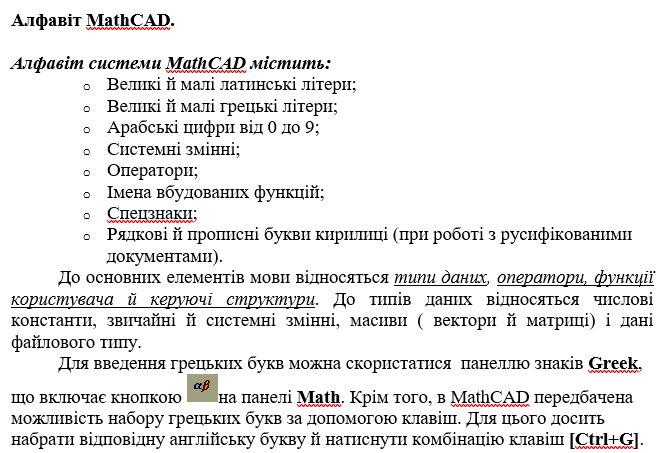 Алфавіт MathCAD.
Алфавіт системи MathCAD містить:
o Великі й малі латинські літери;
o Великі й малі грецькі літери;
o Арабські цифри від 0 до 9;
o Системні змінні;
o Оператори;
o Імена вбудованих функцій;
o Спецзнаки;
o Рядкові й прописні букви кирилиці (при роботі з русифікованими
документами).
До основних елементів мови відносяться типи даних, оператори, функції
користувача й керуючі структури. До типів даних відносяться числові
константи, звичайні й системні змінні, масиви ( вектори й матриці) і дані
файлового типу.
Для введення грецьких букв можна скористатися панеллю знаків Greek,
що включає кнопкою αβ на панелі Math. Крім того, в MathCAD передбачена
можливість набору грецьких букв за допомогою клавіш. Для цього досить
набрати відповідну англійську букву й натиснути комбінацію клавіш [Ctrl+G].